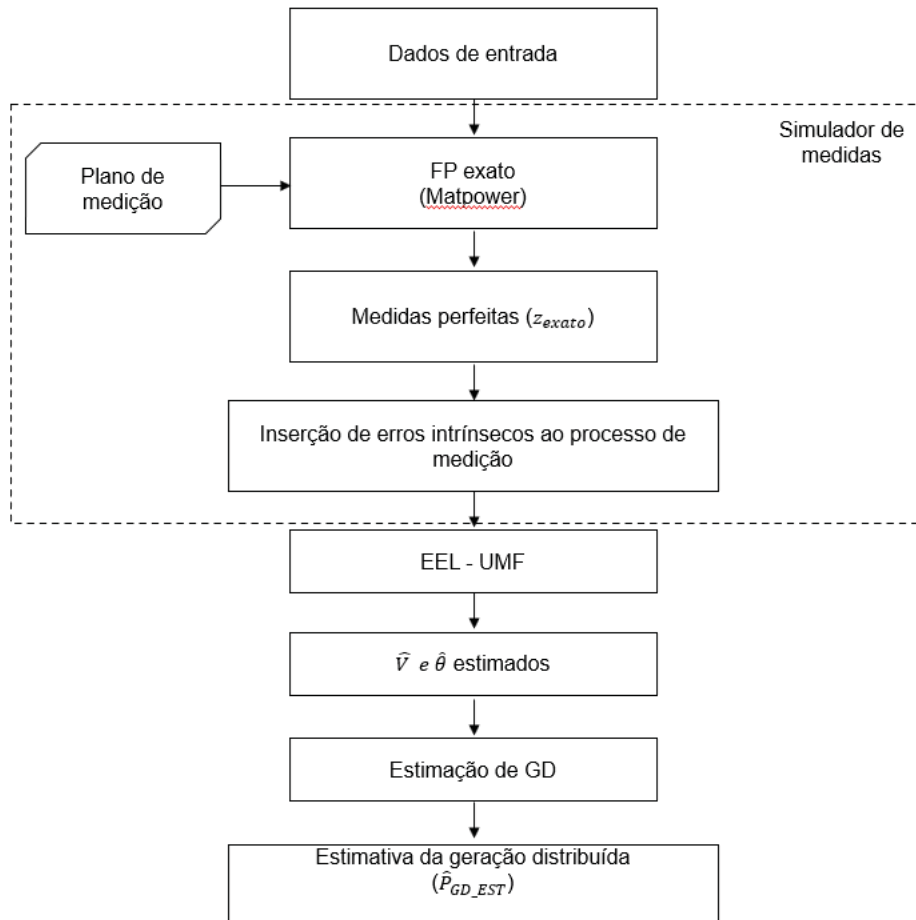 Dados de entrada
Simulador de
medidas
Plano de
medição
FP exato
(Matpower)
Medidas perfeitas (z_exato)
Inserção de erros intrínsecos ao processo de
medição
EEL - UMF
V̂ e θ̂ estimados
Estimação de GD
Estimativa da geração distribuída
(P̂_GD_EST)